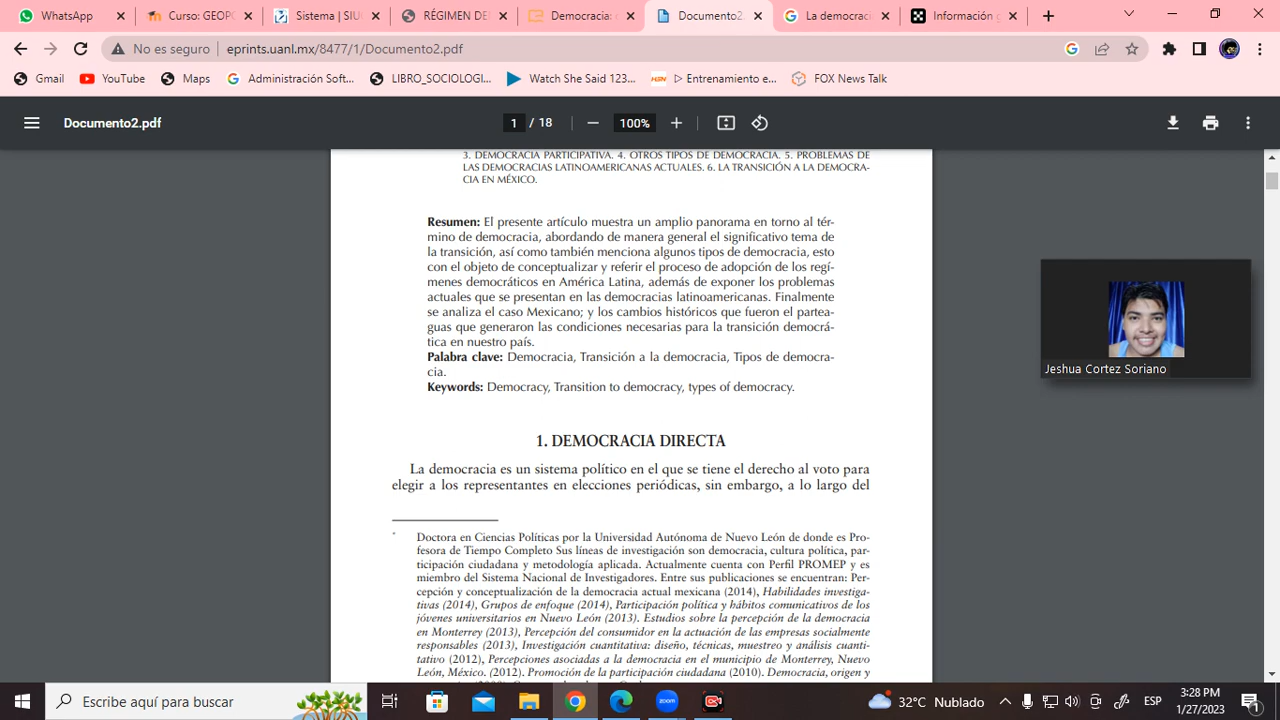 WhatsApp
Curso: GEOPO
Sistema | SIU
RÉGIMEN DE
Democracia:
Documento2.
La democraci
Información g
No es seguro
eprints.uanl.mx/8477/1/Documento2.pdf
Gmail
YouTube
Maps
Administración Soft...
LIBRO_SOCIOLOGI...
Watch She Said 123...
▷ Entrenamiento e...
FOX News Talk
Documento2.pdf
1 / 18
100%
3. DEMOCRACIA PARTICIPATIVA. 4. OTROS TIPOS DE DEMOCRACIA. 5. PROBLEMAS DE
LAS DEMOCRACIAS LATINOAMERICANAS ACTUALES. 6. LA TRANSICIÓN A LA DEMOCRA-
CIA EN MÉXICO.
Resumen: El presente artículo muestra un amplio panorama en torno al tér-
mino de democracia, abordando de manera general el significativo tema de
la transición, así como también menciona algunos tipos de democracia, esto
con el objeto de conceptualizar y referir el proceso de adopción de los regí-
menes democráticos en América Latina, además de exponer los problemas
actuales que se presentan en las democracias latinoamericanas. Finalmente
se analiza el caso Mexicano; y los cambios históricos que fueron el partea-
guas que generaron las condiciones necesarias para la transición democrá-
tica en nuestro país.
Palabra clave: Democracia, Transición a la democracia, Tipos de democra-
cia.
Keywords: Democracy, Transition to democracy, types of democracy.
1. DEMOCRACIA DIRECTA
La democracia es un sistema político en el que se tiene el derecho al voto para
elegir a los representantes en elecciones periódicas, sin embargo, a lo largo del
* Doctora en Ciencias Políticas por la Universidad Autónoma de Nuevo León de donde es Pro-
fesora de Tiempo Completo Sus líneas de investigación son democracia, cultura política, par-
ticipación ciudadana y metodología aplicada. Actualmente cuenta con Perfil PROMEP y es
miembro del Sistema Nacional de Investigadores. Entre sus publicaciones se encuentran: Per-
cepción y conceptualización de la democracia actual mexicana (2014), Habilidades investiga-
tivas (2014), Grupos de enfoque (2014), Participación política y hábitos comunicativos de los
jóvenes universitarios en Nuevo León (2013). Estudios sobre la percepción de la democracia
en Monterrey (2013), Percepción del consumidor en la actuación de las empresas socialmente
responsables (2013), Investigación cuantitativa: diseño, técnicas, muestreo y análisis cuanti-
tativo (2012), Percepciones asociadas a la democracia en el municipio de Monterrey, Nuevo
León, México. (2012). Promoción de la participación ciudadana (2010). Democracia, origen y
Jeshua Cortez Soriano
Escribe aquí para buscar
zoom
32°C Nublado
ESP
3:28 PM
1/27/2023
1